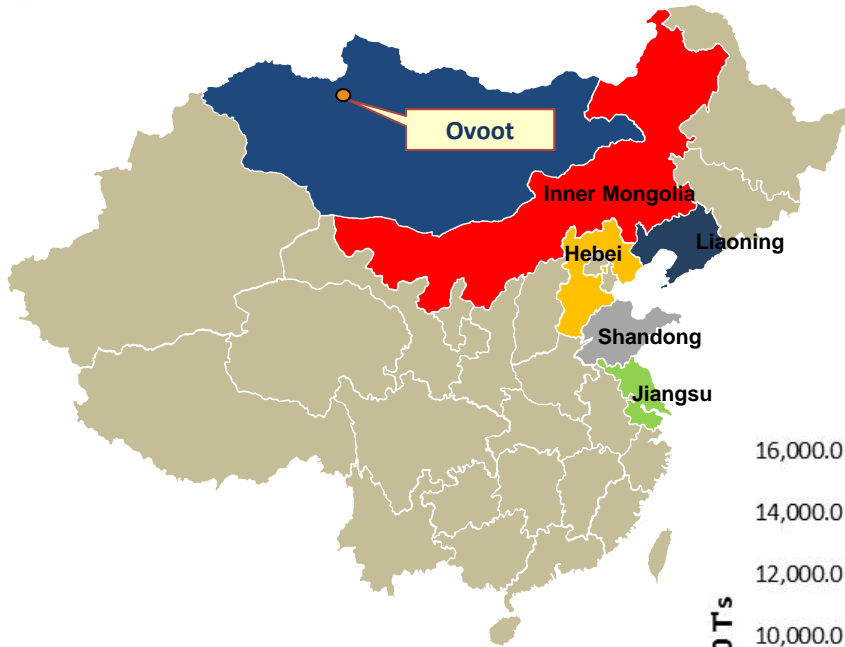 Ovoot
Inner Mongolia
Liaoning
Hebei
Shandong
Jiangsu
16,000.0
14,000.0
12,000.0
10,000.0
T's